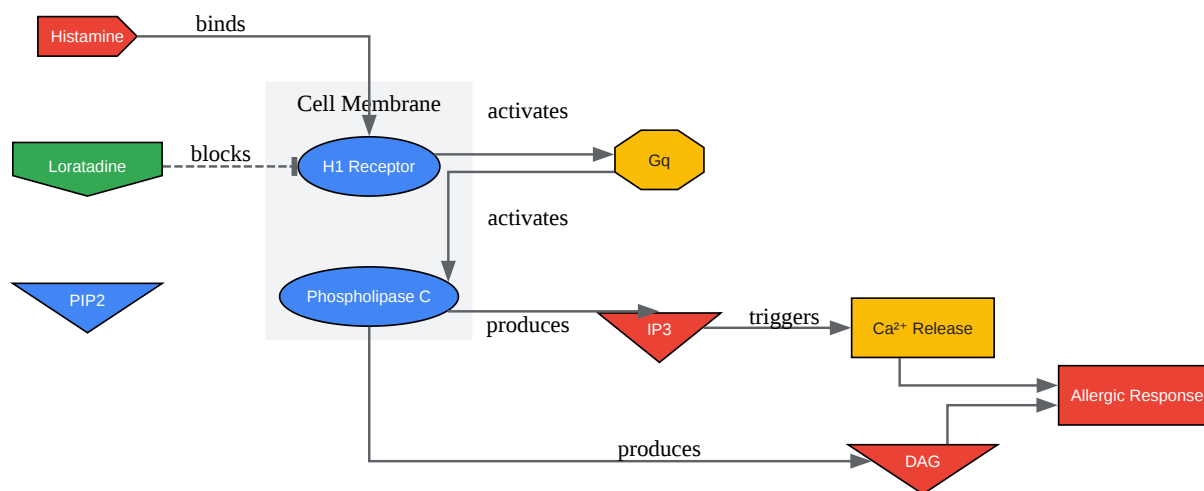 Histamine
binds
Cell Membrane
activates
Loratadine
blocks
H1 Receptor
Gq
activates
PIP2
Phospholipase C
produces
IP3
triggers
Ca²⁺ Release
Allergic Response
produces
DAG